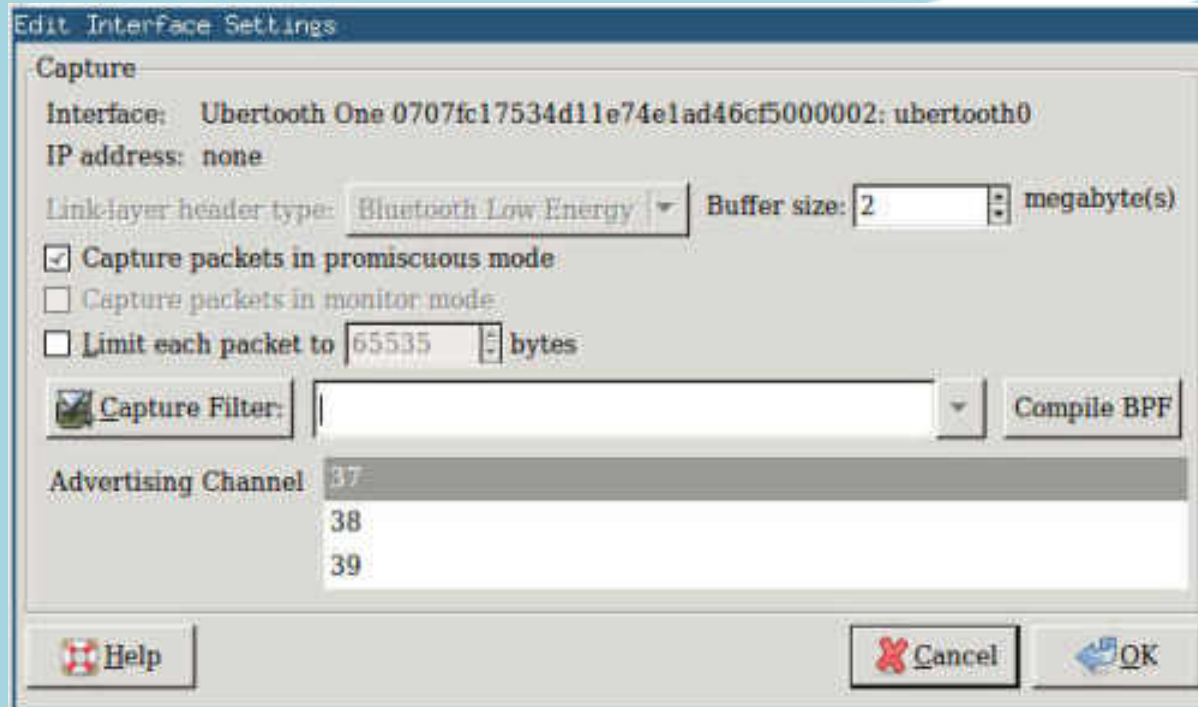 Edit Interface Settings
Capture
Interface: Ubertooth One 0707fc17534d11e74e1ad46cf5000002: ubertooth0
IP address: none
Link-layer header type: Bluetooth Low Energy Buffer size: 2 megabyte(s)
Capture packets in promiscuous mode
Capture packets in monitor mode
Limit each packet to 65535 bytes
Capture Filter: Compile BPF
Advertising Channel 37
38
39
Help Cancel OK